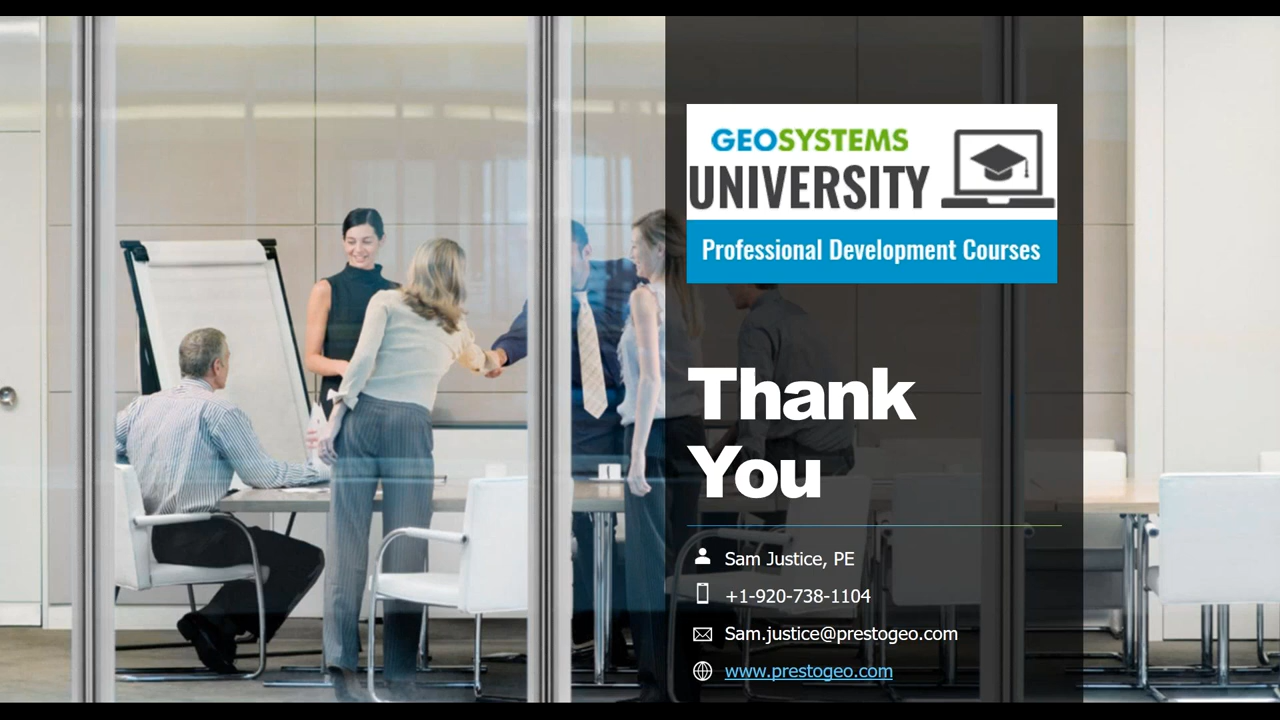 GEOSYSTEMS
UNIVERSITY
Professional Development Courses
Thank
You
Sam Justice, PE
+1-920-738-1104
Sam.justice@prestogeo.com
www.prestogeo.com